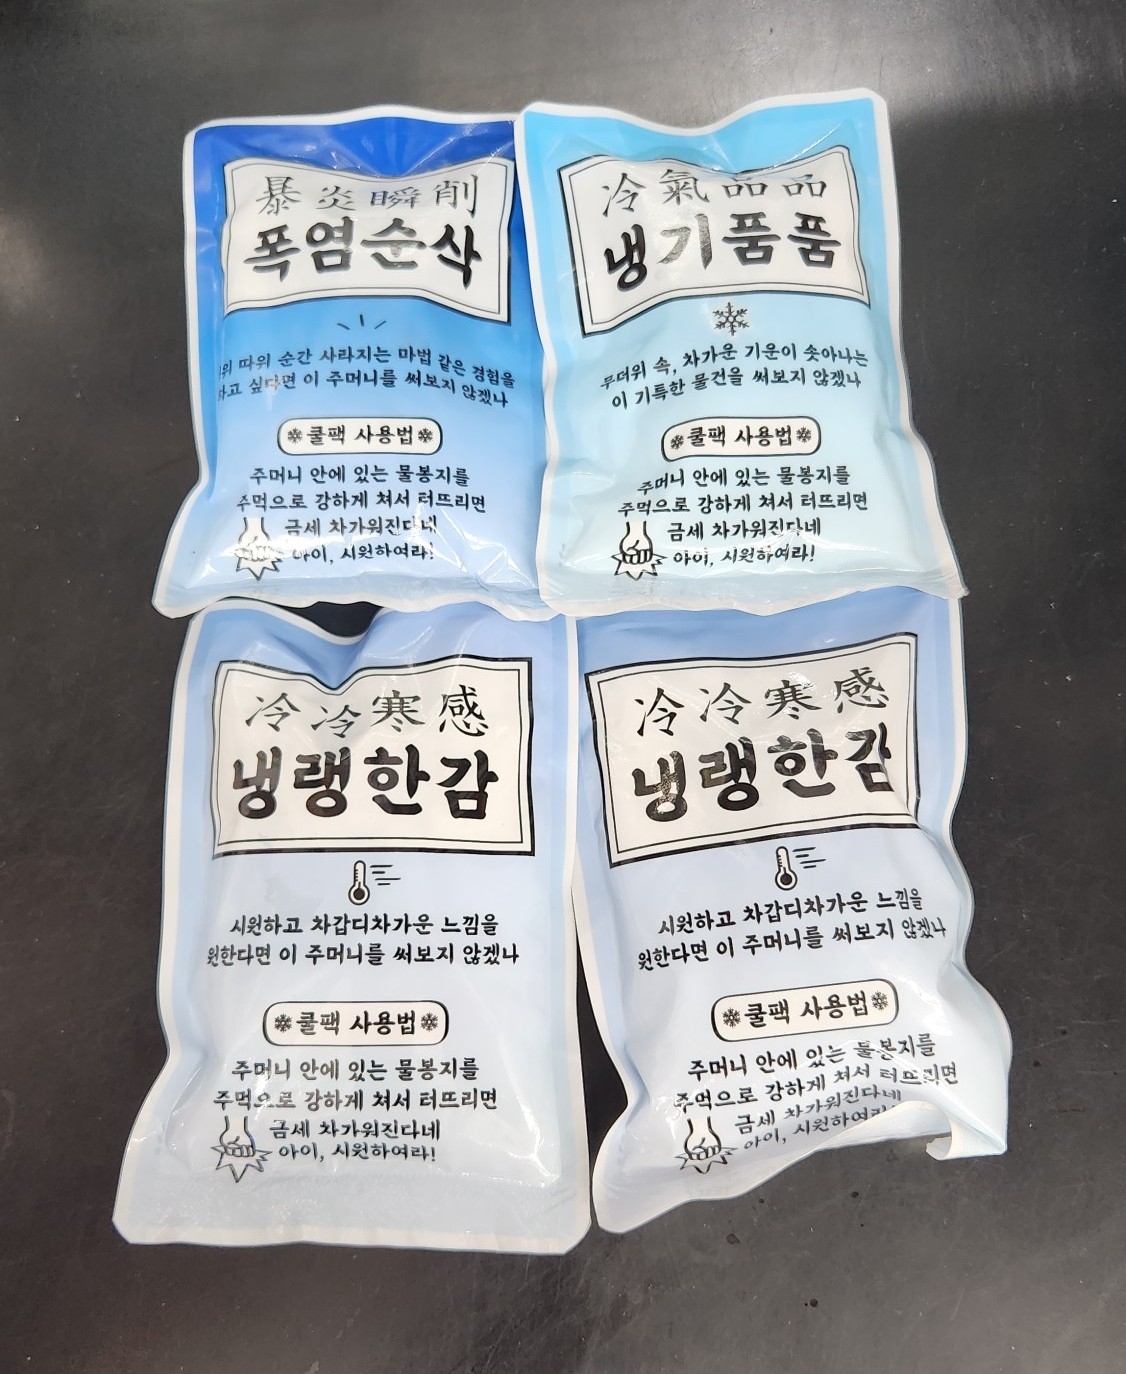 暴炎瞬削
폭염순삭
따위 순간 사라지는 마법 같은 경험을
싶다면 이 주머니를 써보지 않겠나
쿨팩 사용법
주머니 안에 있는 물봉지를
주먹으로 강하게 쳐서 터뜨리면
금세 차가워진다네
아이, 시원하여라!
冷氣品品
냉기품품
무더위 속, 차가운 기운이 솟아나는
이 기특한 물건을 써보지 않겠나
쿨팩 사용법
주머니 안에 있는 물봉지를
주먹으로 강하게 쳐서 터뜨리면
금세 차가워진다네
아이, 시원하여라!
冷冷寒感
냉랭한감
시원하고 차갑디차가운 느낌을
원한다면 이 주머니를 써보지 않겠나
쿨팩 사용법
주머니 안에 있는 물봉지를
주먹으로 강하게 쳐서 터뜨리면
금세 차가워진다네
아이, 시원하여라!
冷冷寒感
냉랭한감
시원하고 차갑디차가운 느낌을
원한다면 이 주머니를 써보지 않겠나
쿨팩 사용법
주머니 안에 있는 물봉지를
주먹으로 강하게 쳐서 터뜨리면
금세 차가워진다네
아이, 시원하여라!